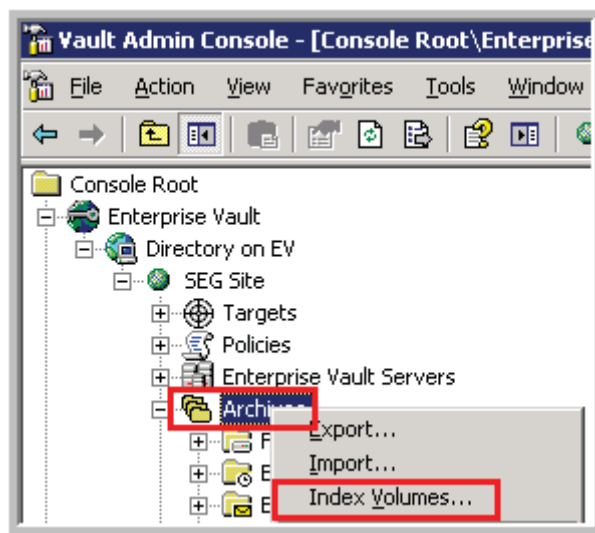 Vault Admin Console - [Console Root\Enterprise
File Action View Favorites Tools Window
Console Root
Enterprise Vault
Directory on EV
SEG Site
Targets
Policies
Enterprise Vault Servers
Archives
Export...
F
Import...
E
Index Volumes...
E